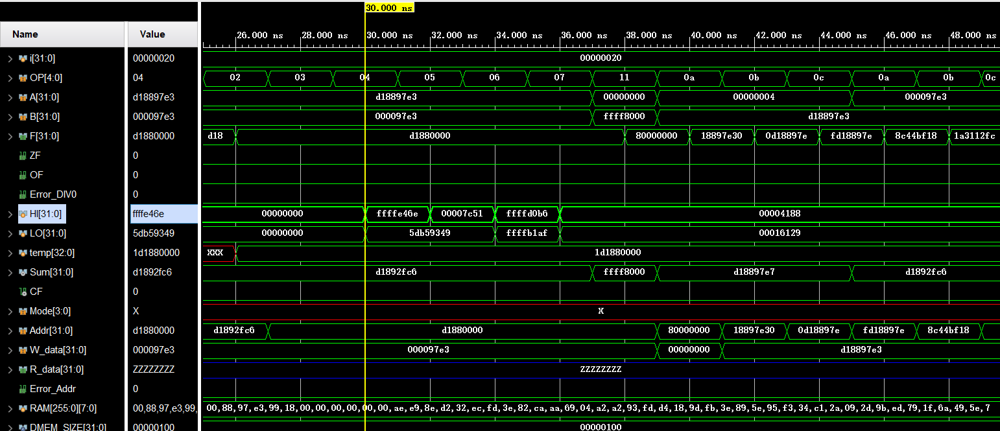 30.000 ns
Name Value 26.000 ns 28.000 ns 30.000 ns 32.000 ns 34.000 ns 36.000 ns 38.000 ns 40.000 ns 42.000 ns 44.000 ns 46.000 ns 48.000 ns
i[31:0] 00000020 00000020
OP[4:0] 04 02 03 04 05 06 07 11 0a 0b 0c 0a 0b 0c
A[31:0] d18897e3 d18897e3 00000000 00000004 000097e3
B[31:0] 000097e3 000097e3 ffff8000 d18897e3
F[31:0] d1880000 d18 d1880000 80000000 18897e30 0d18897e fd18897e 8c44bf18 1a3112fc
ZF 0
OF 0
Error_DIV0 0
HI[31:0] ffffe46e 00000000 ffffe46e 00007c51 ffffd0b6 00004188
LO[31:0] 5db59349 00000000 5db59349 ffffb1af 00016129
temp[32:0] 1d1880000 XXX 1d1880000
Sum[31:0] d1892fc6 d1892fc6 ffff8000 d18897e7 d1892fc6
CF 0
Mode[3:0] X X
Addr[31:0] d1880000 d1892fc6 d1880000 80000000 18897e30 0d18897e fd18897e 8c44bf18
W_data[31:0] 000097e3 000097e3 00000000 d18897e3
R_data[31:0] ZZZZZZZZ ZZZZZZZZ
Error_Addr 0
RAM[255:0][7:0] 00,88,97,e3,99, 00,88,97,e3,99,18,00,00,00,00,00,00,ae,e9,8e,d2,32,ec,fd,3e,82,ca,aa,69,04,a2,a2,93,fd,d4,18,9d,fb,3e,89,5e,95,f3,34,c1,2a,09,2d,9b,ed,79,1f,6a,49,5e,7
DMEM_SIZE[31:0] 00000100 00000100